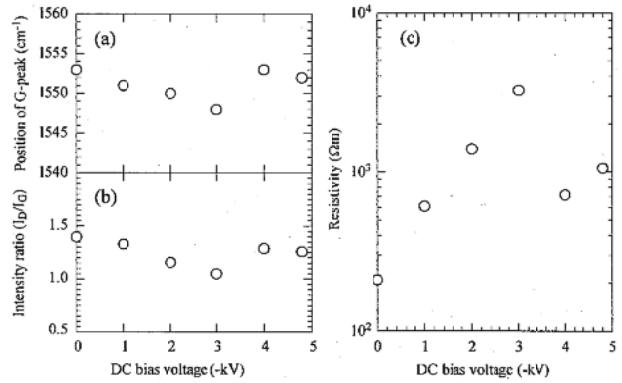 1560
(a)
1555
1550
1545
1540
Position of G-peak (cm⁻¹)
(b)
1.5
1.0
0.5
Intensity ratio (I_D/I_G)
0 1 2 3 4 5
DC bias voltage (-kV)
10⁴
(c)
10³
10²
Resistivity (Ωm)
0 1 2 3 4 5
DC bias voltage (-kV)